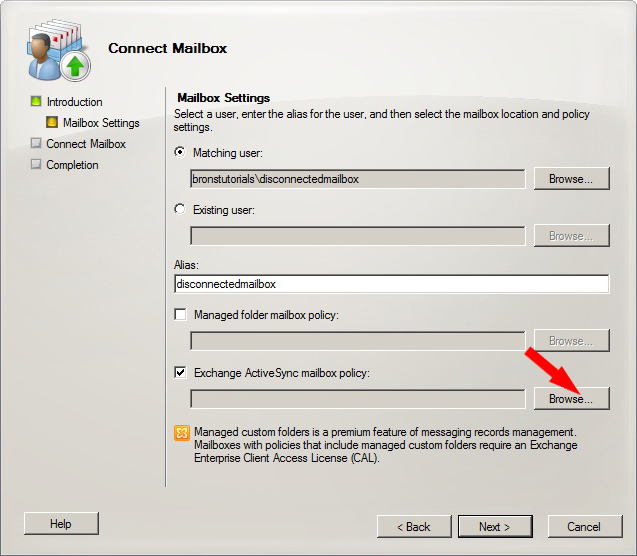 Connect Mailbox
Introduction
Mailbox Settings
Connect Mailbox
Completion
Mailbox Settings
Select a user, enter the alias for the user, and then select the mailbox location and policy
settings.
Matching user:
bronstutorials\disconnectedmailbox
Browse...
Existing user:
Browse...
Alias:
disconnectedmailbox
Managed folder mailbox policy:
Browse...
Exchange ActiveSync mailbox policy:
Browse...
Managed custom folders is a premium feature of messaging records management.
Mailboxes with policies that include managed custom folders require an Exchange
Enterprise Client Access License (CAL).
Help
< Back
Next >
Cancel